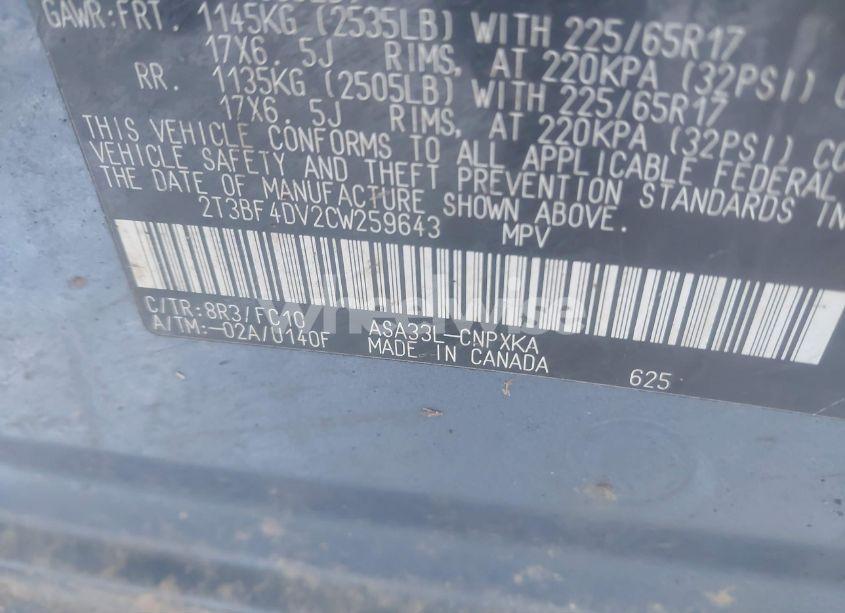 GAWR:FRT. 1145KG (2535LB) WITH 225/65R17
17X6.5J RIMS, AT 220KPA (32PSI)
RR. 1135KG (2505LB) WITH 225/65R17
17X6.5J RIMS, AT 220KPA (32PSI) CO
THIS VEHICLE CONFORMS TO ALL APPLICABLE FEDERAL
VEHICLE SAFETY AND THEFT PREVENTION STANDARDS IN
THE DATE OF MANUFACTURE SHOWN ABOVE.
2T3BF4DV2CW259643 MPV
C/TR:8R3/FC10
A/TM:-02A/U140F
ASA33L-CNPXKA
MADE IN CANADA
625
wheelwise